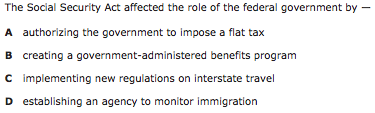 The Social Security Act affected the role of the federal government by —
A authorizing the government to impose a flat tax
B creating a government-administered benefits program
C implementing new regulations on interstate travel
D establishing an agency to monitor immigration